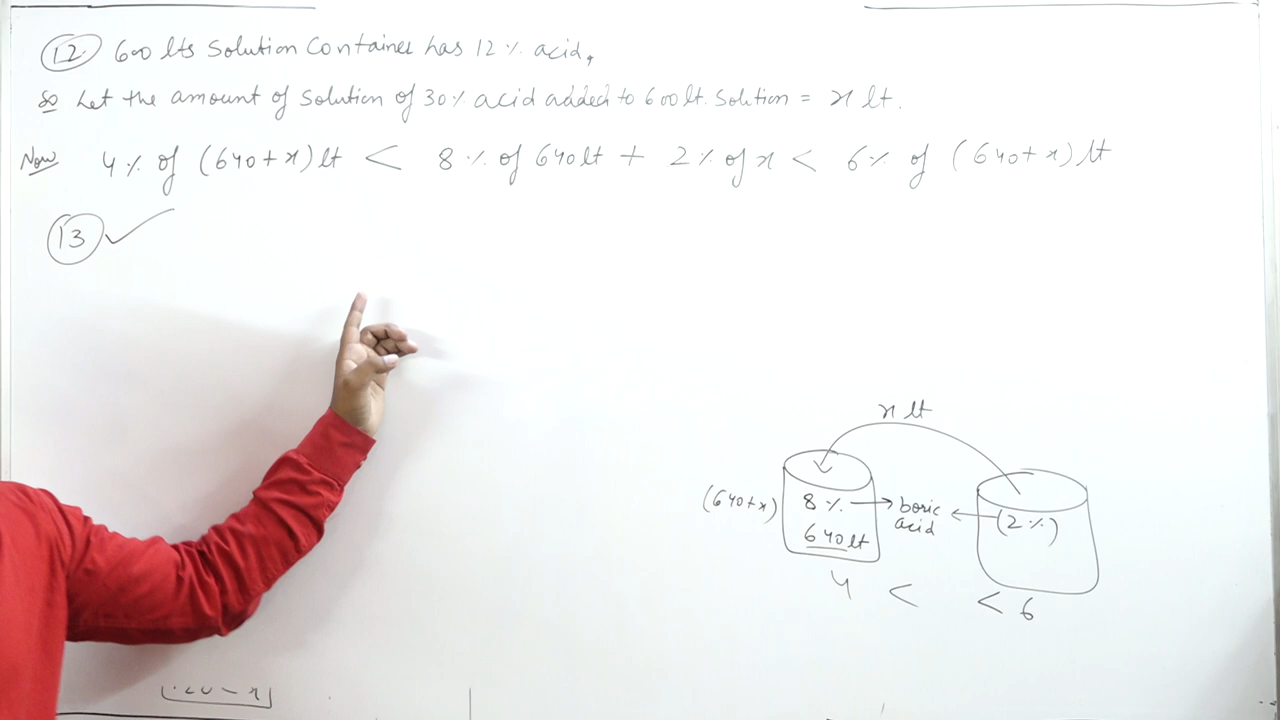 12 600 lts Solution Container has 12% acid,
So Let the amount of Solution of 30% acid added to 600 lt. Solution = x lt.
Now 4% of (640+x) lt < 8% of 640 lt + 2% of x < 6% of (640+x) lt
13 ✓
x lt
(640+x) 8% → boric acid ← (2%)
640 lt
4 < < 6